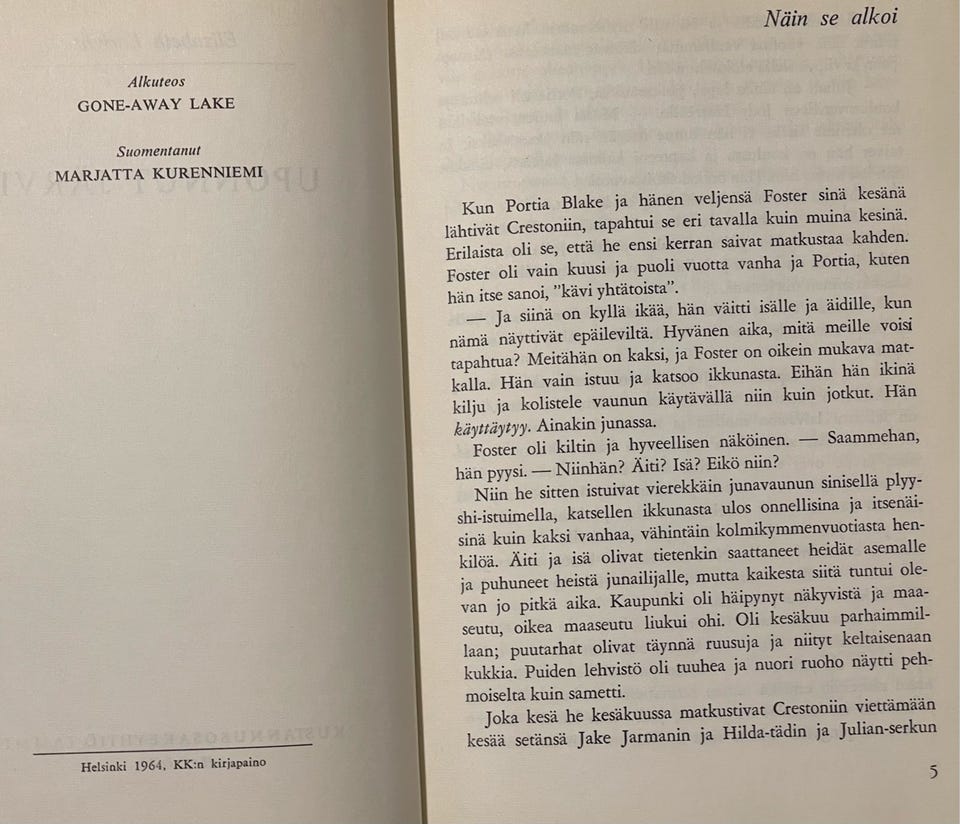 Alkuteos
GONE-AWAY LAKE
Suomentanut
MARJATTA KURENNIEMI
Helsinki 1964, KK:n kirjapaino
Näin se alkoi
Kun Portia Blake ja hänen veljensä Foster sinä kesänä
lähtivät Crestoniin, tapahtui se eri tavalla kuin muina kesinä.
Erilaista oli se, että he ensi kerran saivat matkustaa kahden.
Foster oli vain kuusi ja puoli vuotta vanha ja Portia, kuten
hän itse sanoi, ”kävi yhtätoista”.
— Ja siinä on kyllä ikää, hän väitti isälle ja äidille, kun
nämä näyttivät epäileviltä. Hyvänen aika, mitä meille voisi
tapahtua? Meitähän on kaksi, ja Foster on oikein mukava mat-
kalla. Hän vain istuu ja katsoo ikkunasta. Eihän hän ikinä
kilju ja kolistele vaunun käytävällä niin kuin jotkut. Hän
käyttäytyy. Ainakin junassa.
Foster oli kiltin ja hyveellisen näköinen. — Saammehan,
hän pyysi. — Niinhän? Äiti? Isä? Eikö niin?
Niin he sitten istuivat vierekkäin junavaunun sinisellä plyy-
shi-istuimella, katsellen ikkunasta ulos onnellisina ja itsenäi-
sinä kuin kaksi vanhaa, vähintäin kolmikymmenvuotiasta hen-
kilöä. Äiti ja isä olivat tietenkin saattaneet heidät asemalle
ja puhuneet heistä junailijalle, mutta kaikesta siitä tuntui ole-
van jo pitkä aika. Kaupunki oli häipynyt näkyvistä ja maa-
seutu, oikea maaseutu liukui ohi. Oli kesäkuu parhaimmil-
laan; puutarhat olivat täynnä ruusuja ja niityt keltaisenaan
kukkia. Puiden lehvistö oli tuuhea ja nuori ruoho näytti peh-
moiselta kuin sametti.
Joka kesä he kesäkuussa matkustivat Crestoniin viettämään
kesää setänsä Jake Jarmanin ja Hilda-tädin ja Julian-serkun
5